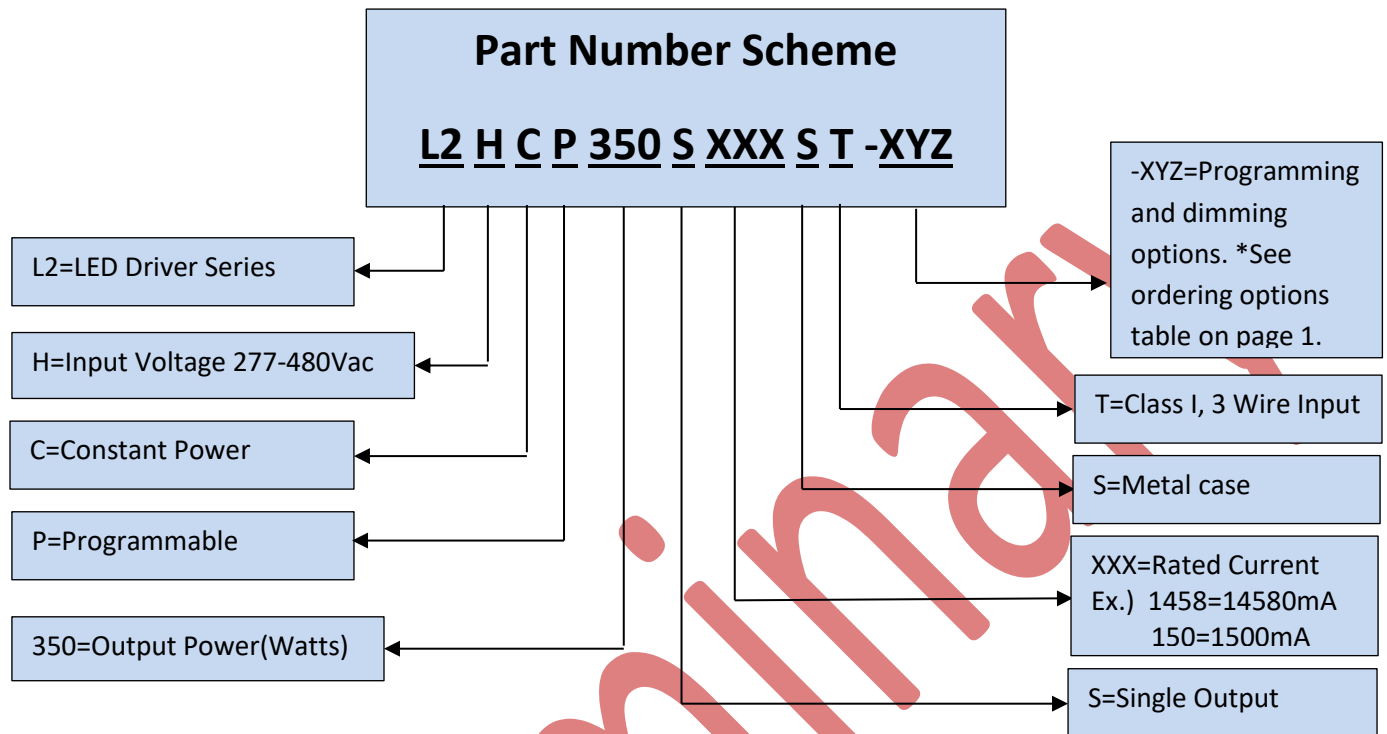 Part Number Scheme
L2 H C P 350 S XXX S T -XYZ
L2=LED Driver Series
H=Input Voltage 277-480Vac
C=Constant Power
P=Programmable
350=Output Power(Watts)
-XYZ=Programming
and dimming
options. *See
ordering options
table on page 1.
T=Class I, 3 Wire Input
S=Metal case
XXX=Rated Current
Ex.) 1458=14580mA
150=1500mA
S=Single Output